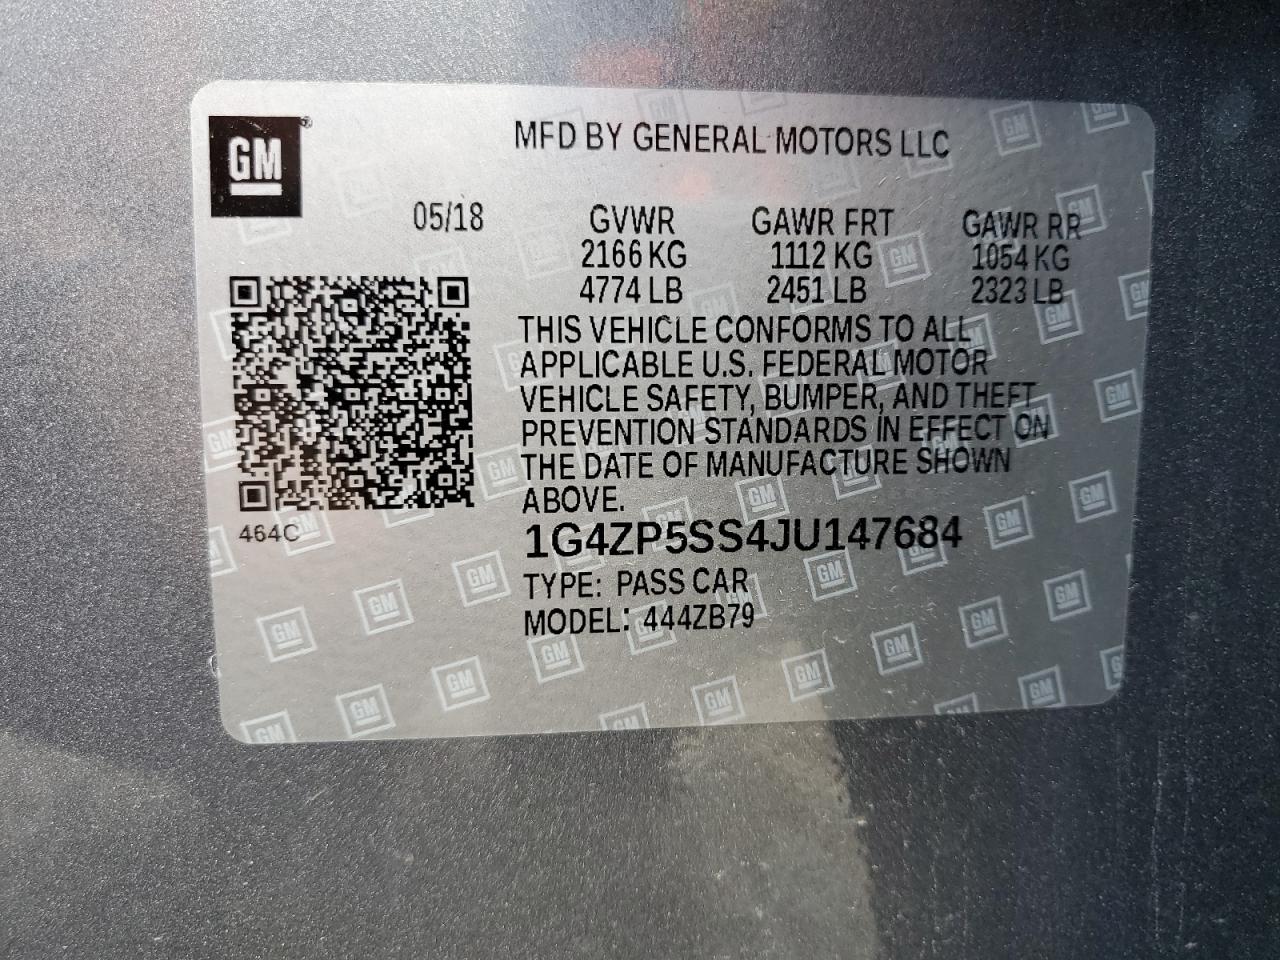 GM
MFD BY GENERAL MOTORS LLC
05/18 GVWR GAWR FRT GAWR RR
2166 KG 1112 KG 1054 KG
4774 LB 2451 LB 2323 LB
THIS VEHICLE CONFORMS TO ALL
APPLICABLE U.S. FEDERAL MOTOR
VEHICLE SAFETY, BUMPER, AND THEFT
PREVENTION STANDARDS IN EFFECT ON
THE DATE OF MANUFACTURE SHOWN
ABOVE.
464C
1G4ZP5SS4JU147684
TYPE: PASS CAR
MODEL: 444ZB79